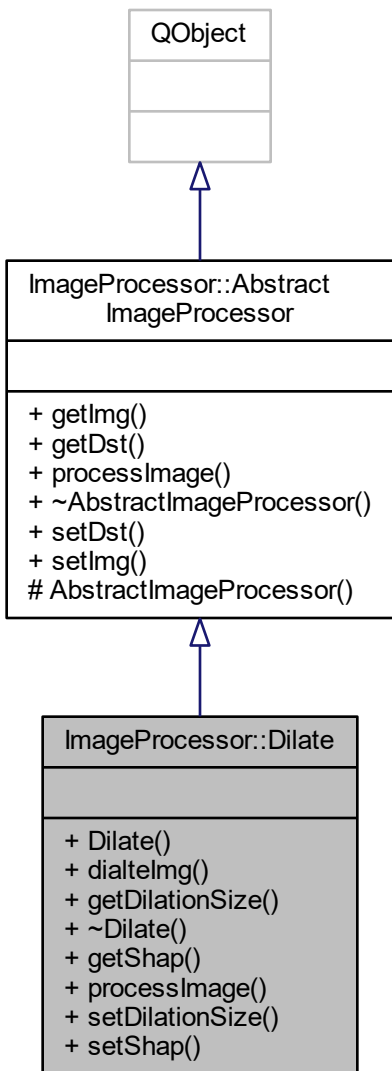 QObject
ImageProcessor::Abstract
ImageProcessor
+ getImg()
+ getDst()
+ processImage()
+ ~AbstractImageProcessor()
+ setDst()
+ setImg()
# AbstractImageProcessor()
ImageProcessor::Dilate
+ Dilate()
+ dialteImg()
+ getDilationSize()
+ ~Dilate()
+ getShap()
+ processImage()
+ setDilationSize()
+ setShap()